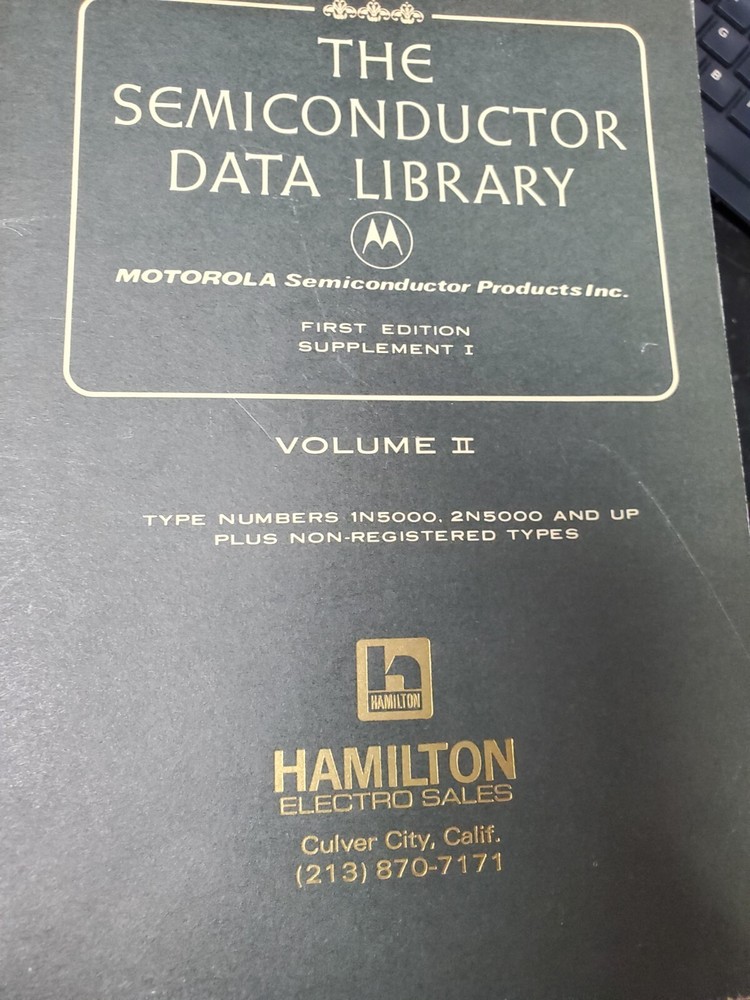 THE
SEMICONDUCTOR
DATA LIBRARY
MOTOROLA Semiconductor Products Inc.
FIRST EDITION
SUPPLEMENT I
VOLUME II
TYPE NUMBERS 1N5000, 2N5000 AND UP
PLUS NON-REGISTERED TYPES
h
HAMILTON
HAMILTON
ELECTRO SALES
Culver City, Calif.
(213) 870-7171
G
B